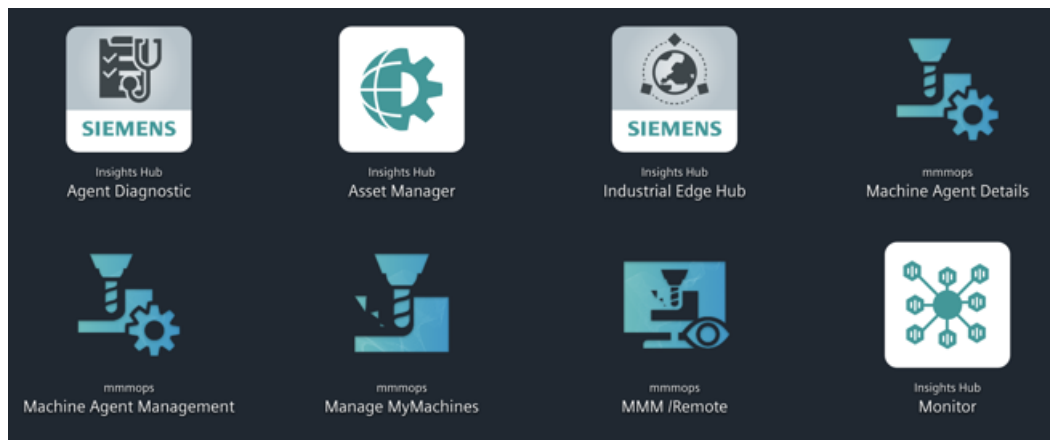 SIEMENS
Insights Hub
Agent Diagnostic
Insights Hub
Asset Manager
SIEMENS
Insights Hub
Industrial Edge Hub
mmmops
Machine Agent Details
mmmops
Machine Agent Management
mmmops
Manage MyMachines
mmmops
MMM /Remote
Insights Hub
Monitor